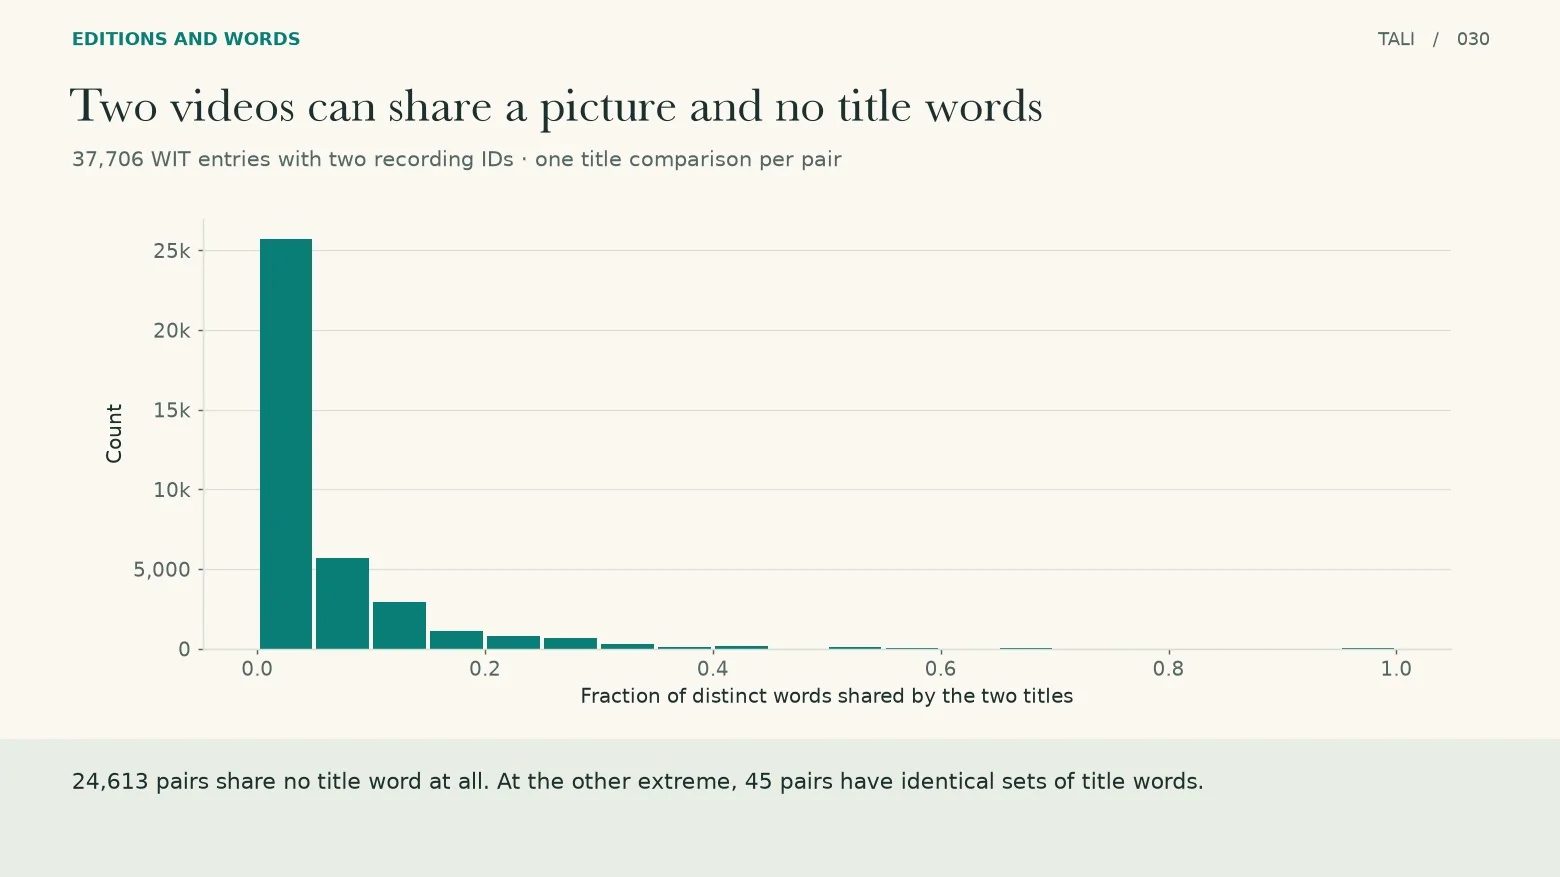 EDITIONS AND WORDS
TALI / 030
Two videos can share a picture and no title words
37,706 WIT entries with two recording IDs · one title comparison per pair
25k
20k
15k
10k
5,000
0
Count
0.0 0.2 0.4 0.6 0.8 1.0
Fraction of distinct words shared by the two titles
24,613 pairs share no title word at all. At the other extreme, 45 pairs have identical sets of title words.